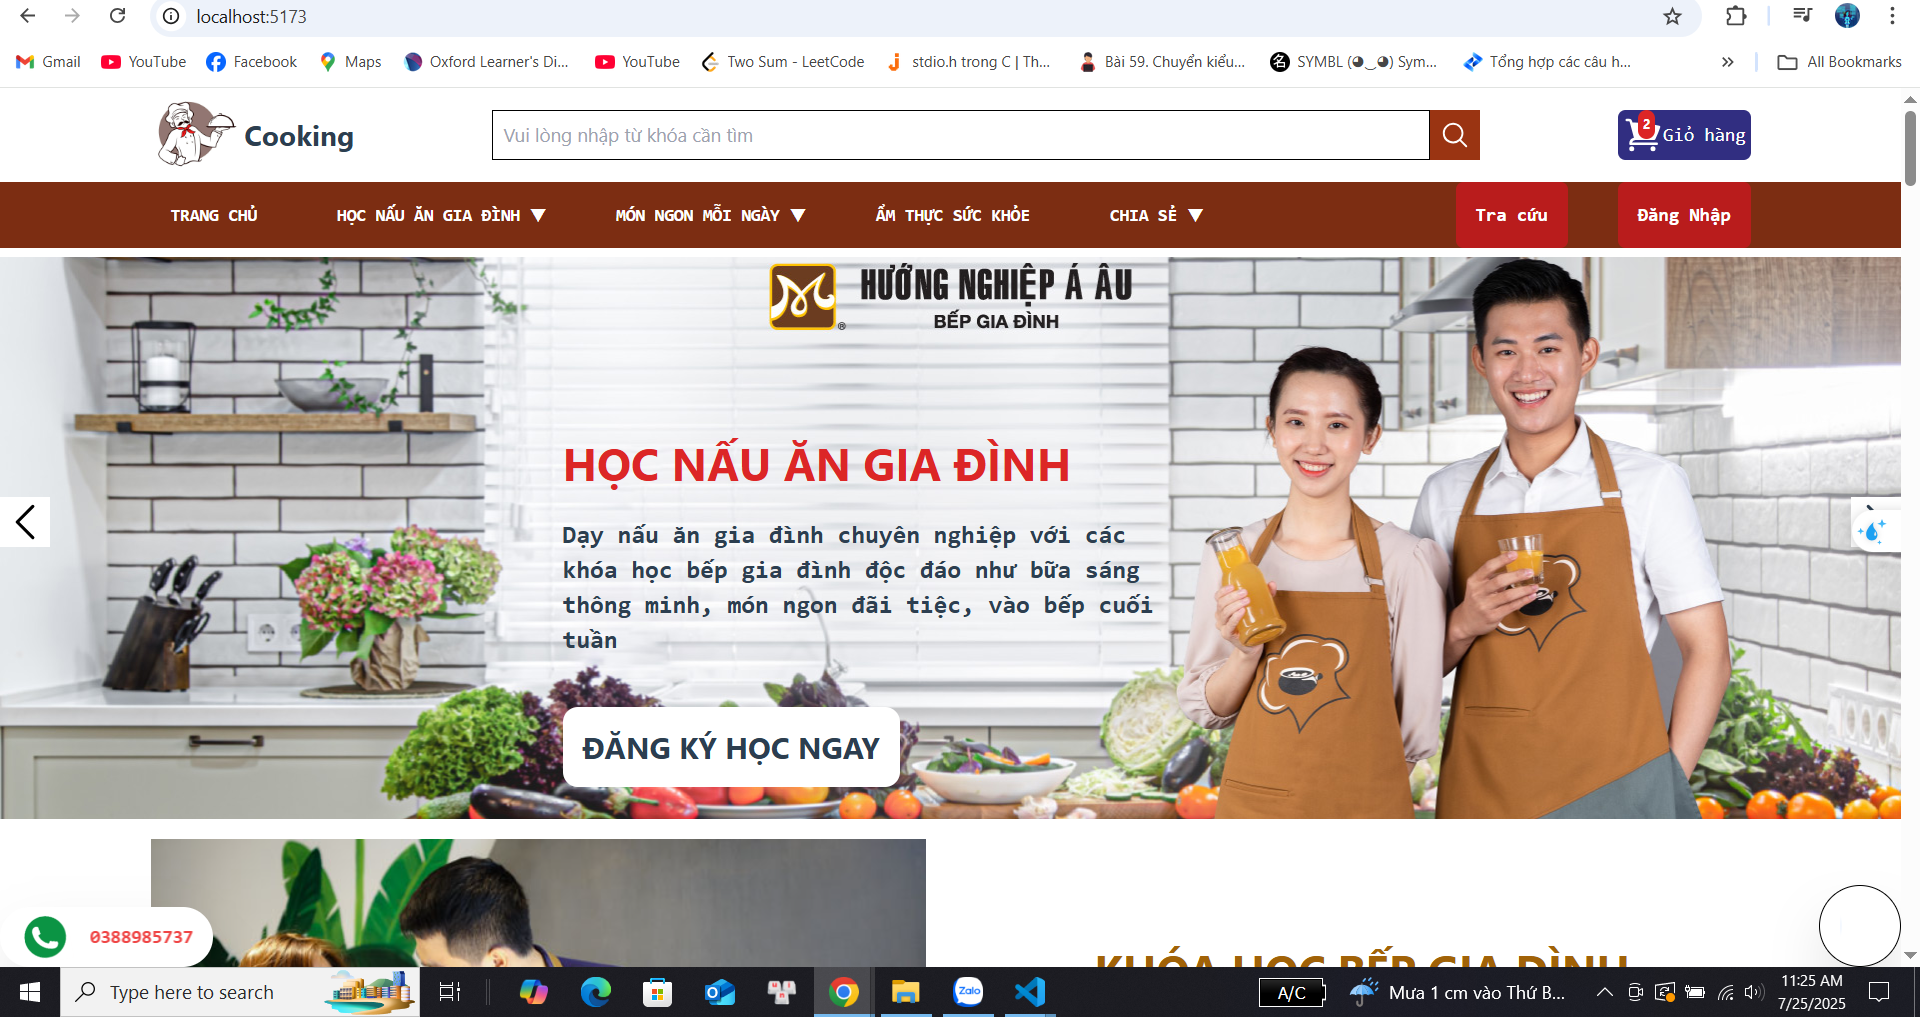 localhost:5173
Gmail
YouTube
Facebook
Maps
Oxford Learner's Di...
YouTube
Two Sum - LeetCode
stdio.h trong C | Th...
Bài 59. Chuyển kiểu...
SYMBL (◕‿◕) Sym...
Tổng hợp các câu h...
All Bookmarks
Cooking
Vui lòng nhập từ khóa cần tìm
2
Giỏ hàng
TRANG CHỦ
HỌC NẤU ĂN GIA ĐÌNH ▼
MÓN NGON MỖI NGÀY ▼
ẨM THỰC SỨC KHỎE
CHIA SẺ ▼
Tra cứu
Đăng Nhập
HƯỚNG NGHIỆP Á ÂU
®
BẾP GIA ĐÌNH
HỌC NẤU ĂN GIA ĐÌNH
Dạy nấu ăn gia đình chuyên nghiệp với các
khóa học bếp gia đình độc đáo như bữa sáng
thông minh, món ngon đãi tiệc, vào bếp cuối
tuần
ĐĂNG KÝ HỌC NGAY
0388985737
KHÓA HỌC BẾP GIA ĐÌNH
Type here to search
Zalo
A/C
Mưa 1 cm vào Thứ B...
11:25 AM
7/25/2025